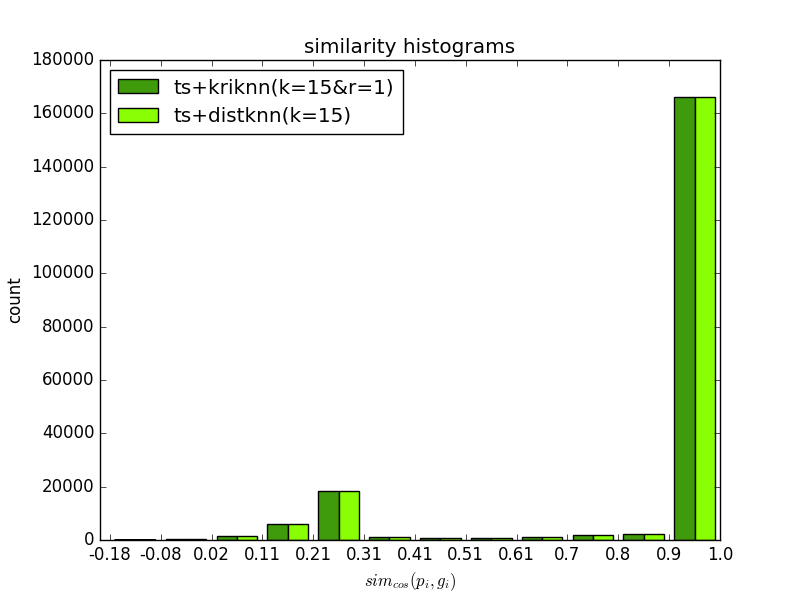 similarity histograms
180000
160000
140000
120000
100000
80000
60000
40000
20000
0
count
ts+kriknn(k=15&r=1)
ts+distknn(k=15)
-0.18 -0.08 0.02 0.11 0.21 0.31 0.41 0.51 0.61 0.7 0.8 0.9 1.0
sim_cos(p_i, g_i)